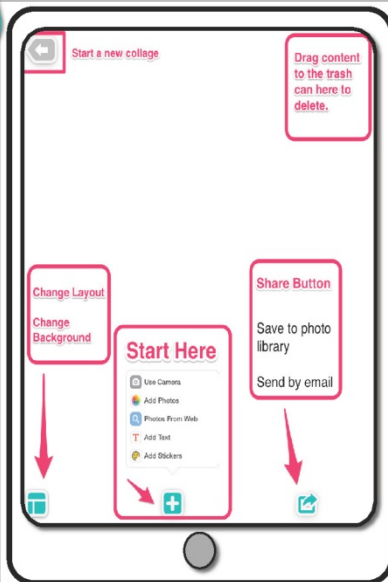 Start a new collage
Drag content
to the trash
can here to
delete.
Change Layout
Change
Background
Start Here
Use Camera
Add Photos
Photos From Web
T Add Text
Add Stickers
Share Button
Save to photo
library
Send by email